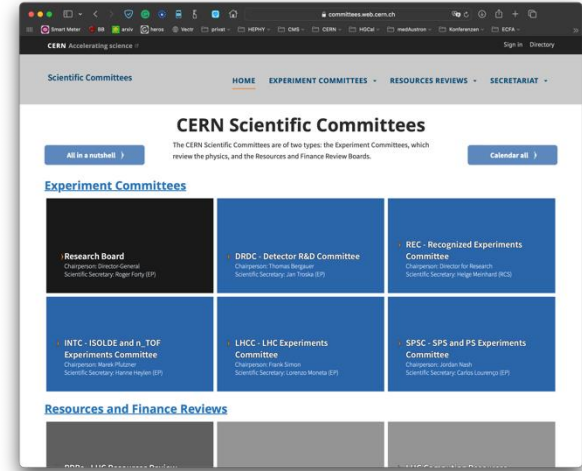 committees.web.cern.ch
Smart Meter
BB
arxiv
heros
privat
HEPHY
CMS
CERN
HGCal
medAustron
Konferenzen
ECFA
CERN Accelerating science
Sign in Directory
Scientific Committees
HOME
EXPERIMENT COMMITTEES
RESOURCES REVIEWS
SECRETARIAT
CERN Scientific Committees
All in a nutshell
The CERN Scientific Committees are of two types: the Experiment Committees, which
review the physics, and the Resources and Finance Review Boards.
Calendar all
Experiment Committees
Research Board
Chairperson: Director-General
Scientific Secretary: Roger Forty (EP)
DRDC - Detector R&D Committee
Chairperson: Thomas Bergauer
Scientific Secretary: Jan Troska (EP)
REC - Recognized Experiments
Committee
Chairperson: Director for Research
Scientific Secretary: Helge Meinhard (RCS)
INTC - ISOLDE and n_TOF
Experiments Committee
Chairperson: Marek Pfutzner
Scientific Secretary: Hanne Heylen (EP)
LHCC - LHC Experiments
Committee
Chairperson: Frank Simon
Scientific Secretary: Lorenzo Moneta (EP)
SPSC - SPS and PS Experiments
Committee
Chairperson: Jordan Nash
Scientific Secretary: Carlos Lourenço (EP)
Resources and Finance Reviews